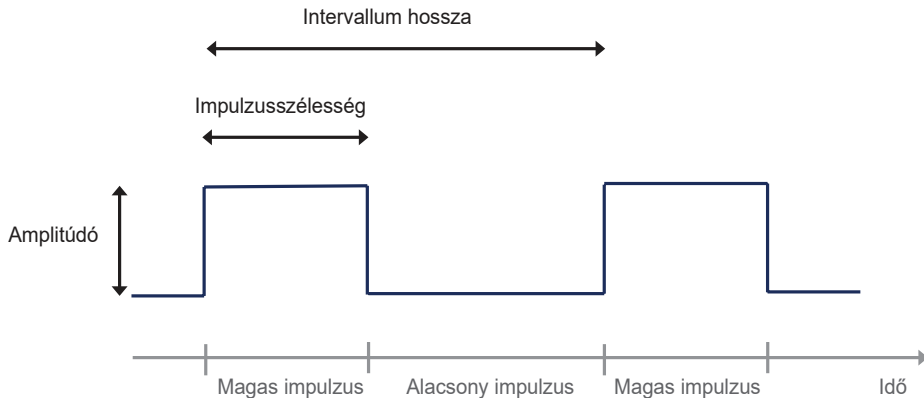 Intervallum hossza
Impulzusszélesség
Amplitúdó
Magas impulzus Alacsony impulzus Magas impulzus Idő